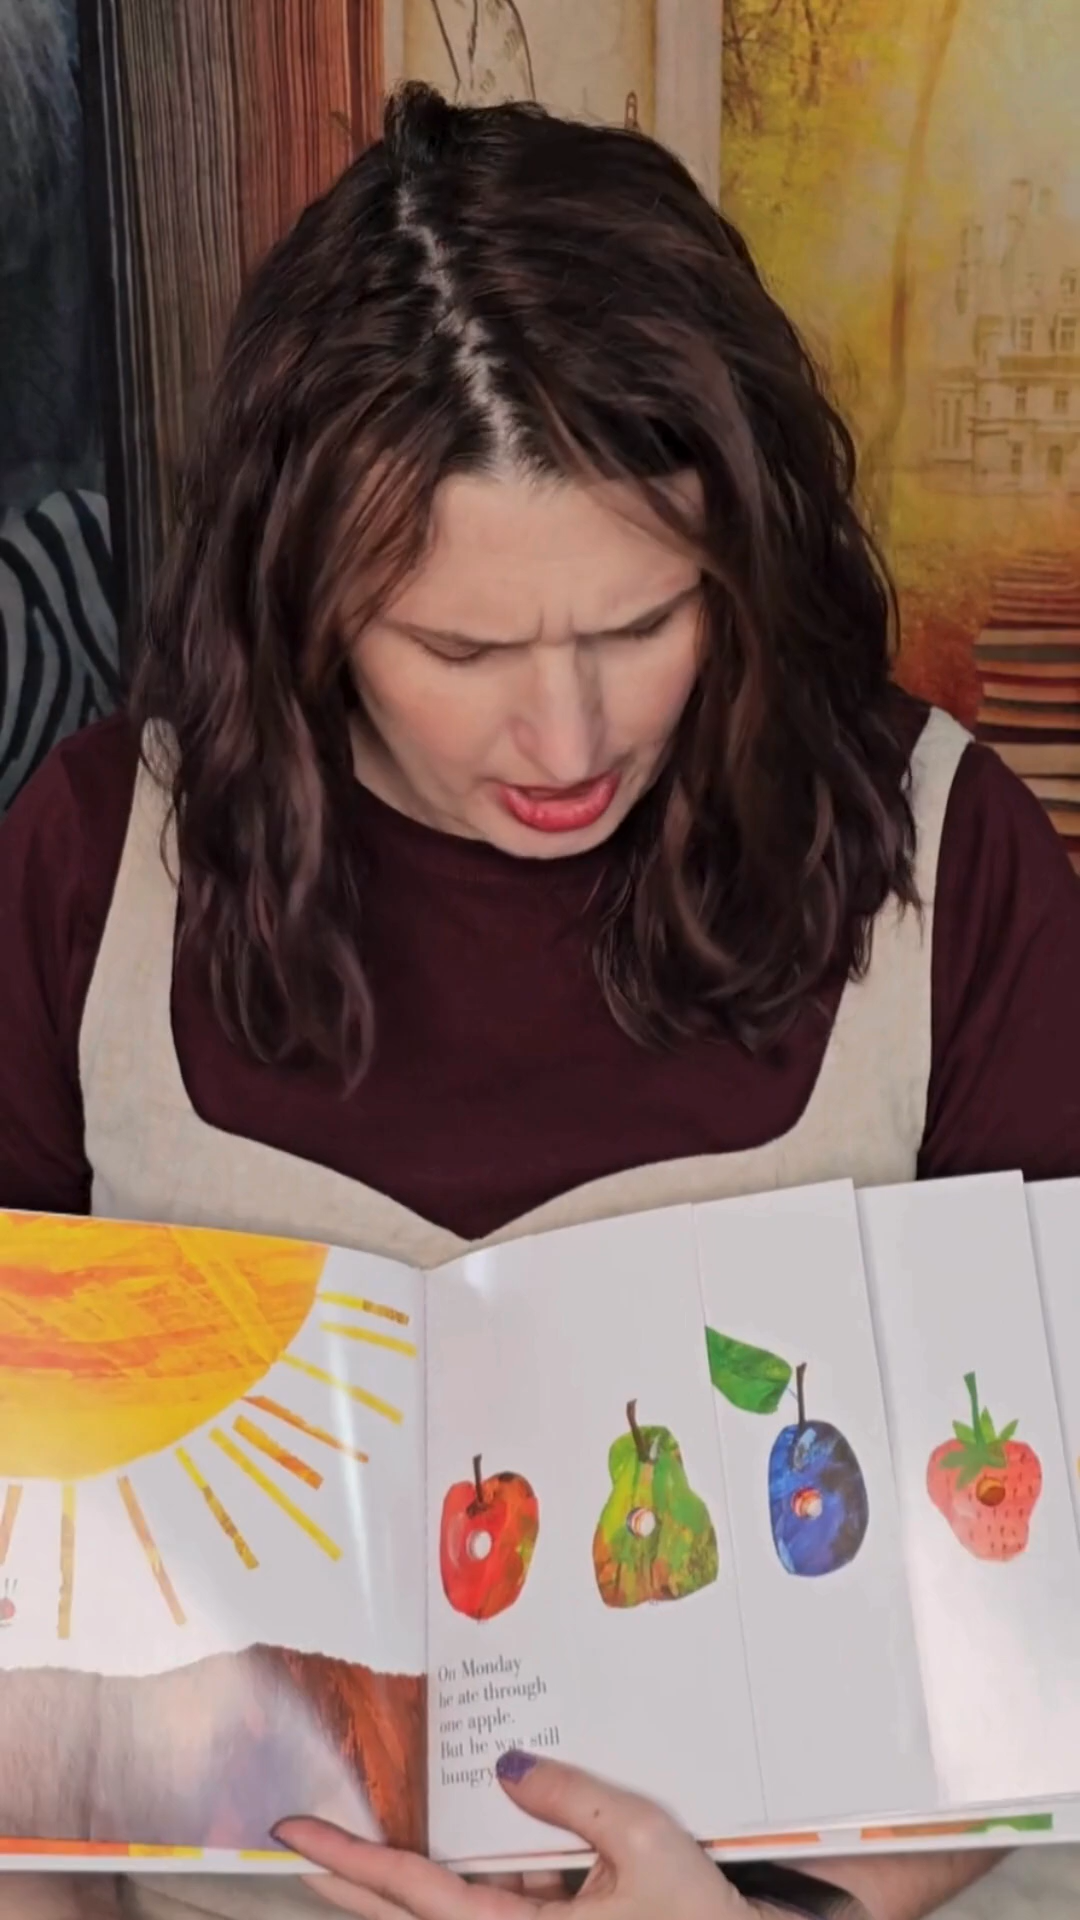 On Monday
he ate through
one apple.
But he was still
hungry